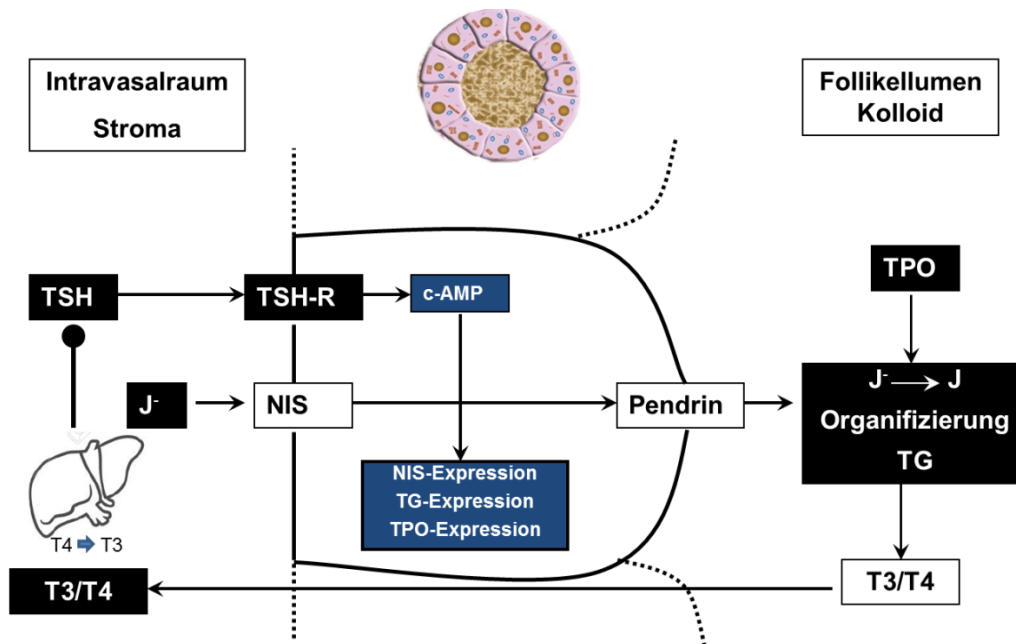 Intravasalraum
Stroma
Follikellumen
Kolloid
TSH
TSH-R
c-AMP
TPO
J⁻
NIS
Pendrin
J⁻ → J
Organifizierung
TG
NIS-Expression
TG-Expression
TPO-Expression
T4 ➡ T3
T3/T4
T3/T4